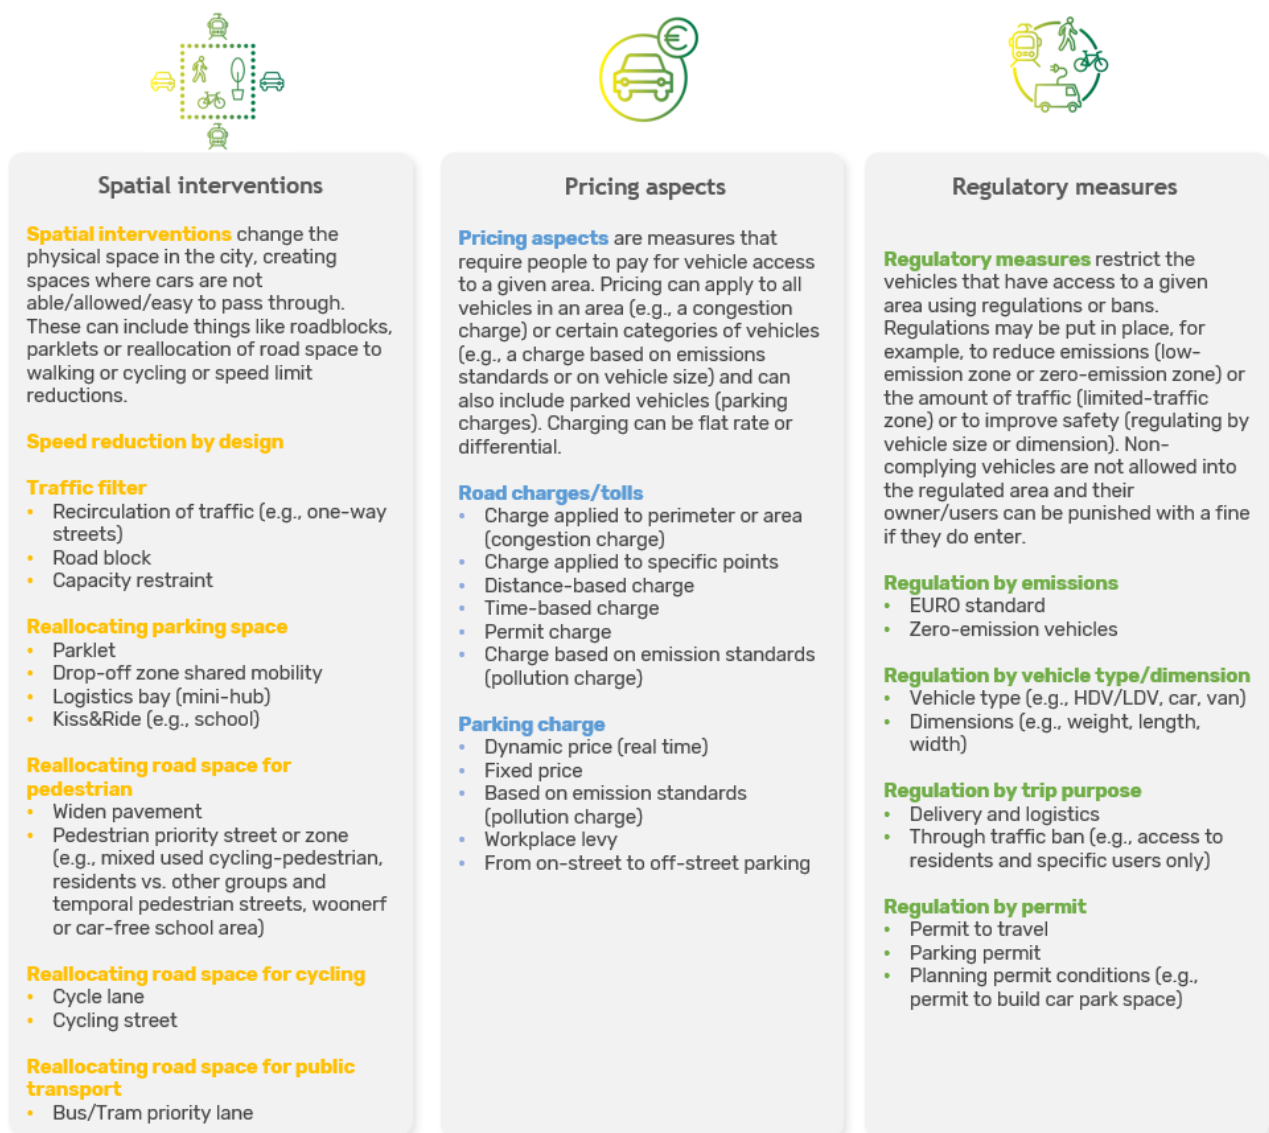 €
Spatial interventions
Spatial interventions change the
physical space in the city, creating
spaces where cars are not
able/allowed/easy to pass through.
These can include things like roadblocks,
parklets or reallocation of road space to
walking or cycling or speed limit
reductions.
Speed reduction by design
Traffic filter
• Recirculation of traffic (e.g., one-way
streets)
• Road block
• Capacity restraint
Reallocating parking space
• Parklet
• Drop-off zone shared mobility
• Logistics bay (mini-hub)
• Kiss&Ride (e.g., school)
Reallocating road space for
pedestrian
• Widen pavement
• Pedestrian priority street or zone
(e.g., mixed used cycling-pedestrian,
residents vs. other groups and
temporal pedestrian streets, woonerf
or car-free school area)
Reallocating road space for cycling
• Cycle lane
• Cycling street
Reallocating road space for public
transport
• Bus/Tram priority lane
Pricing aspects
Pricing aspects are measures that
require people to pay for vehicle access
to a given area. Pricing can apply to all
vehicles in an area (e.g., a congestion
charge) or certain categories of vehicles
(e.g., a charge based on emissions
standards or on vehicle size) and can
also include parked vehicles (parking
charges). Charging can be flat rate or
differential.
Road charges/tolls
• Charge applied to perimeter or area
(congestion charge)
• Charge applied to specific points
• Distance-based charge
• Time-based charge
• Permit charge
• Charge based on emission standards
(pollution charge)
Parking charge
• Dynamic price (real time)
• Fixed price
• Based on emission standards
(pollution charge)
• Workplace levy
• From on-street to off-street parking
Regulatory measures
Regulatory measures restrict the
vehicles that have access to a given
area using regulations or bans.
Regulations may be put in place, for
example, to reduce emissions (low-
emission zone or zero-emission zone) or
the amount of traffic (limited-traffic
zone) or to improve safety (regulating by
vehicle size or dimension). Non-
complying vehicles are not allowed into
the regulated area and their
owner/users can be punished with a fine
if they do enter.
Regulation by emissions
• EURO standard
• Zero-emission vehicles
Regulation by vehicle type/dimension
• Vehicle type (e.g., HDV/LDV, car, van)
• Dimensions (e.g., weight, length,
width)
Regulation by trip purpose
• Delivery and logistics
• Through traffic ban (e.g., access to
residents and specific users only)
Regulation by permit
• Permit to travel
• Parking permit
• Planning permit conditions (e.g.,
permit to build car park space)